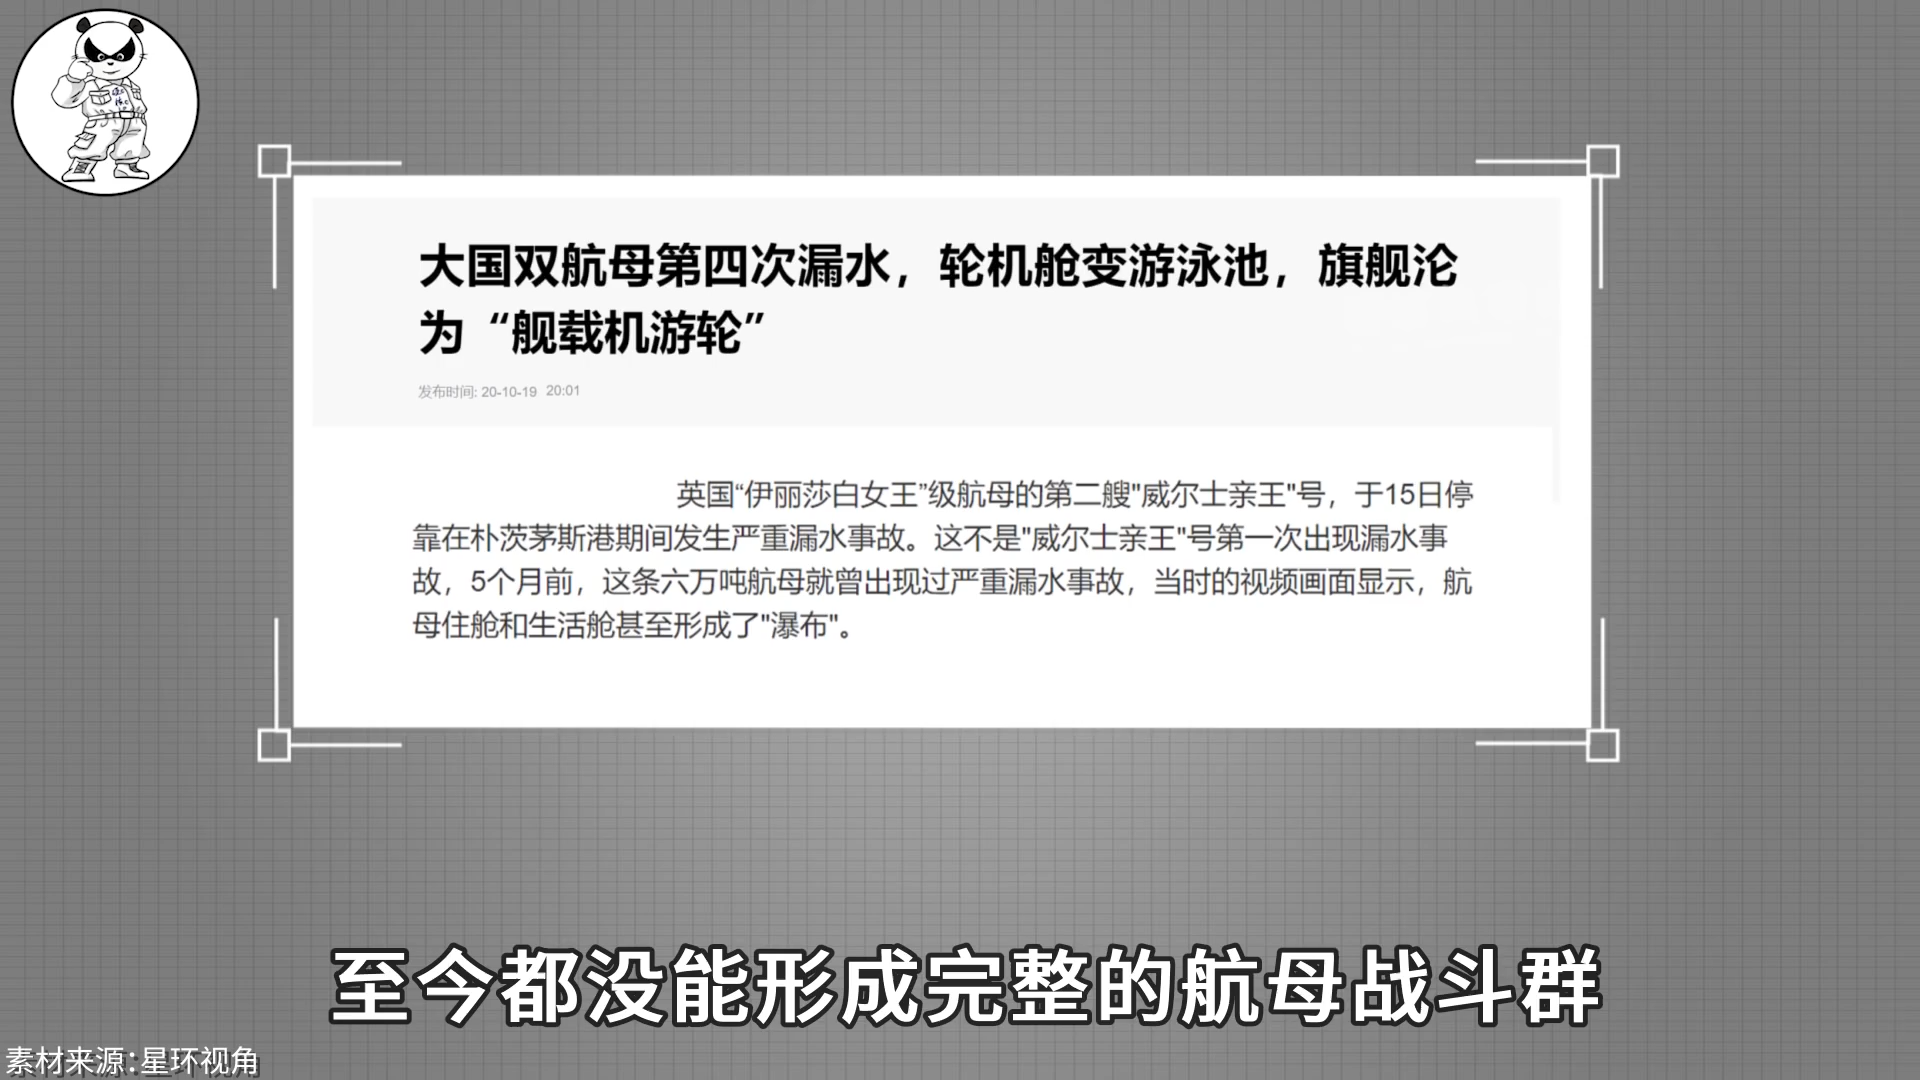 大国双航母第四次漏水，轮机舱变游泳池，旗舰沦
为“舰载机游轮”
发布时间: 20-10-19 20:01
英国“伊丽莎白女王”级航母的第二艘"威尔士亲王"号，于15日停
靠在朴茨茅斯港期间发生严重漏水事故。这不是"威尔士亲王"号第一次出现漏水事
故，5个月前，这条六万吨航母就曾出现过严重漏水事故，当时的视频画面显示，航
母住舱和生活舱甚至形成了"瀑布"。
至今都没能形成完整的航母战斗群
素材来源:星环视角